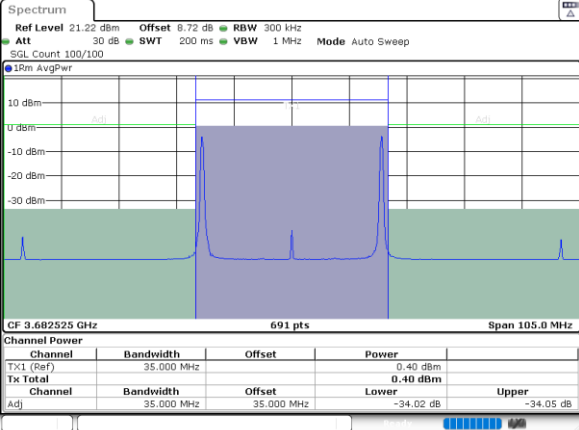 Spectrum
Ref Level 21.22 dBm Offset 8.72 dB RBW 300 kHz
Att 30 dB SWT 200 ms VBW 1 MHz Mode Auto Sweep
SGL Count 100/100
1Rm AvgPwr
10 dBm
Adj Adj
0 dBm
-10 dBm
-20 dBm
-30 dBm
CF 3.682525 GHz 691 pts Span 105.0 MHz
Channel Power
Channel Bandwidth Offset Power
TX1 (Ref) 35.000 MHz 0.40 dBm
Tx Total 0.40 dBm
Channel Bandwidth Offset Lower Upper
Adj 35.000 MHz 35.000 MHz -34.02 dB -34.05 dB
Ready